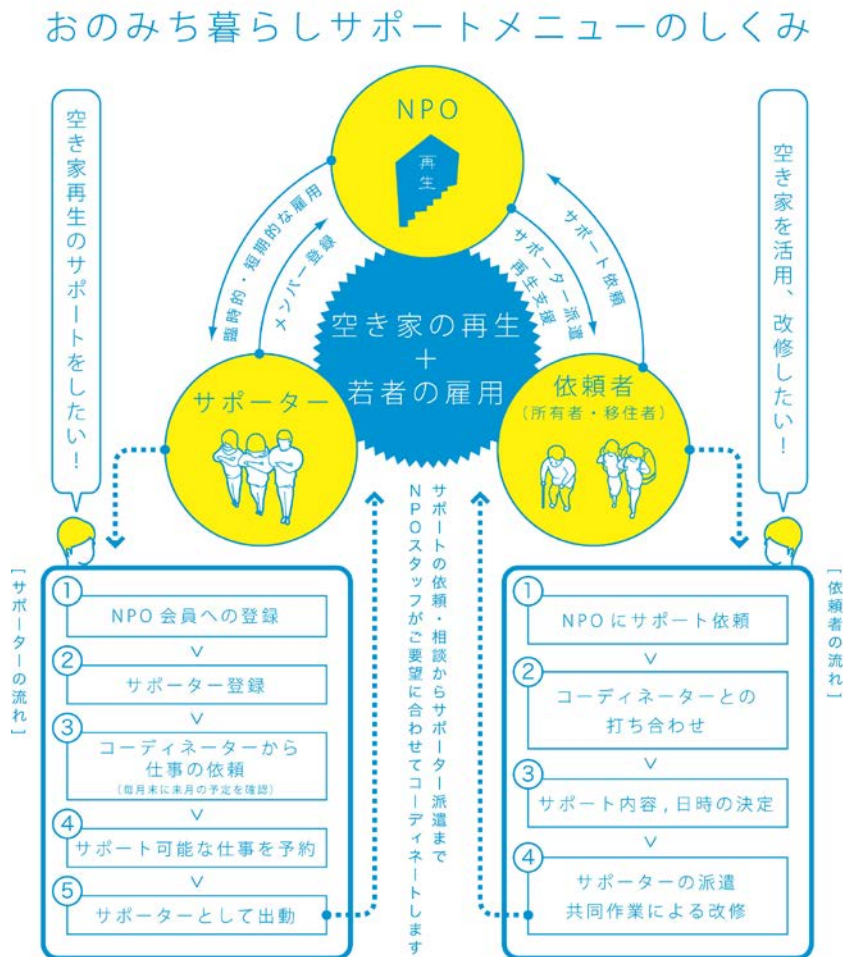 おのみち暮らしサポートメニューのしくみ
空き家再生のサポートをしたい！
NPO
再生
空き家を活用、改修したい！
臨時的・短期的な雇用
メンバー登録
サポーター派遣
再生支援
サポート依頼
空き家の再生
+
若者の雇用
サポーター
依頼者
（所有者・移住者）
サポートの依頼・相談からサポーター派遣まで
NPOスタッフがご要望に合わせてコーディネートします
［サポーターの流れ］
1
NPO会員への登録
2
サポーター登録
3
コーディネーターから
仕事の依頼
（毎月末に来月の予定を確認）
4
サポート可能な仕事を予約
5
サポーターとして出動
［依頼者の流れ］
1
NPOにサポート依頼
2
コーディネーターとの
打ち合わせ
3
サポート内容,日時の決定
4
サポーターの派遣
共同作業による改修